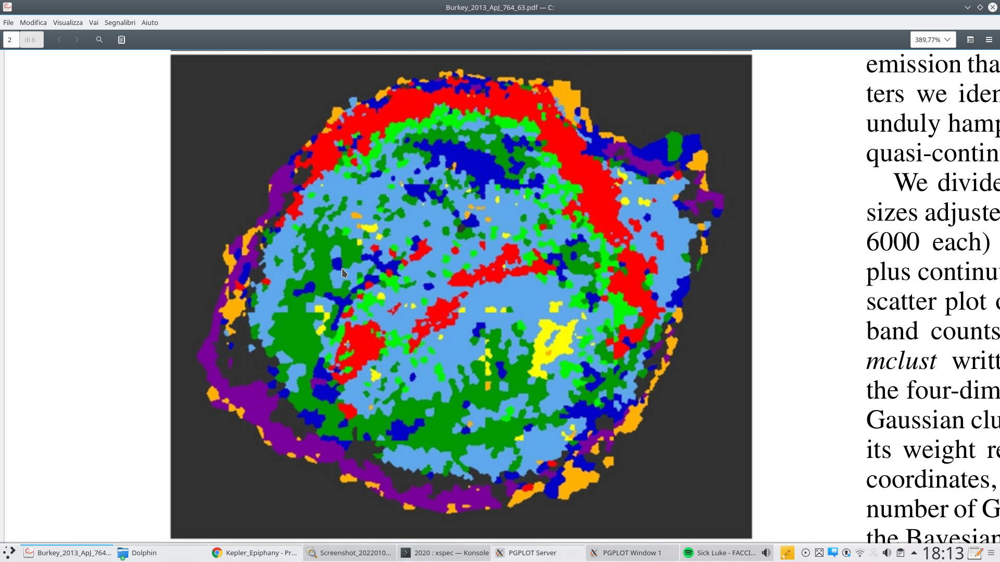 Burkey_2013_ApJ_764_63.pdf — C:
File Modifica Visualizza Vai Segnalibri Aiuto
2 di 6 389,77%
emission tha
ters we iden
unduly hamp
quasi-contin
We divide
sizes adjuste
6000 each)
plus continu
scatter plot o
band counts
mclust writt
the four-dim
Gaussian clu
its weight re
coordinates,
number of G
the Bayesian
Burkey_2013_ApJ_764... Dolphin Kepler_Epiphany - Pr... Screenshot_2022010... 2020 : xspec — Konsole PGPLOT Server PGPLOT Window 1 Sick Luke - FACCI... 18:13